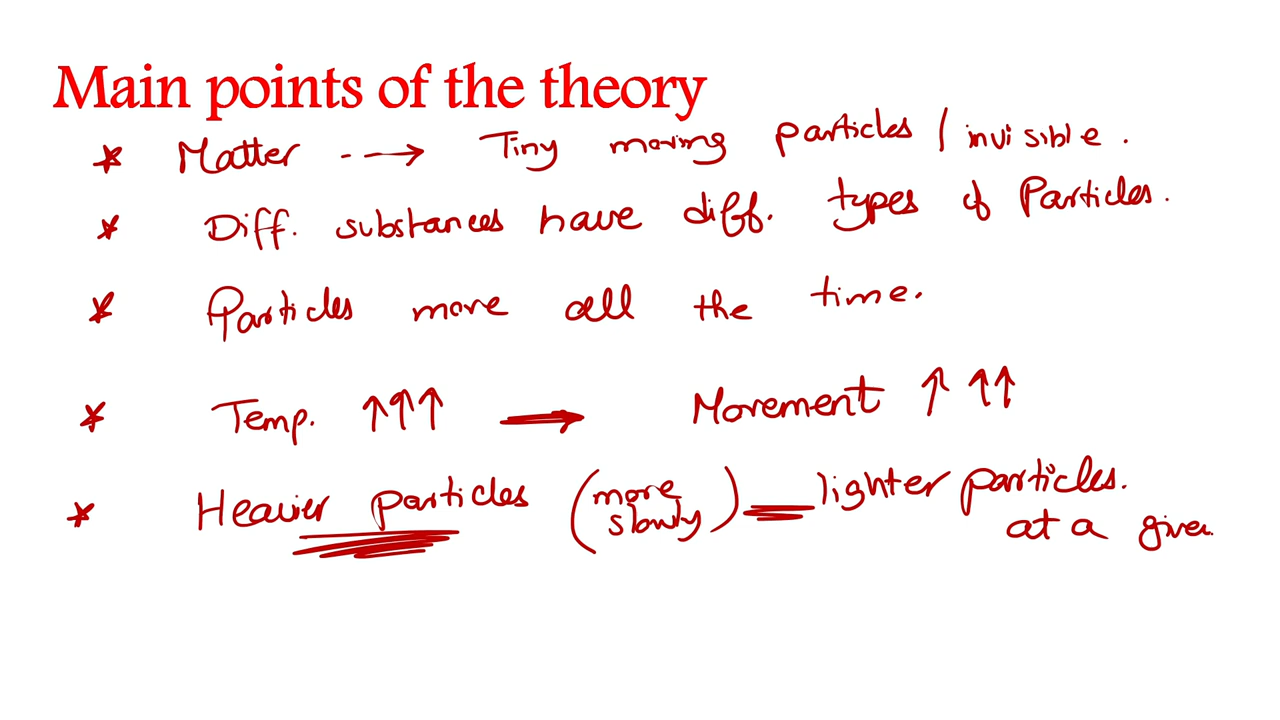 Main points of the theory
* Matter ---> Tiny moving particles / invisible.
* Diff. substances have diff. types of Particles.
* Particles move all the time.
* Temp. ↑↑↑ → Movement ↑ ↑↑
* Heavier particles (move slowly) lighter particles.
at a given